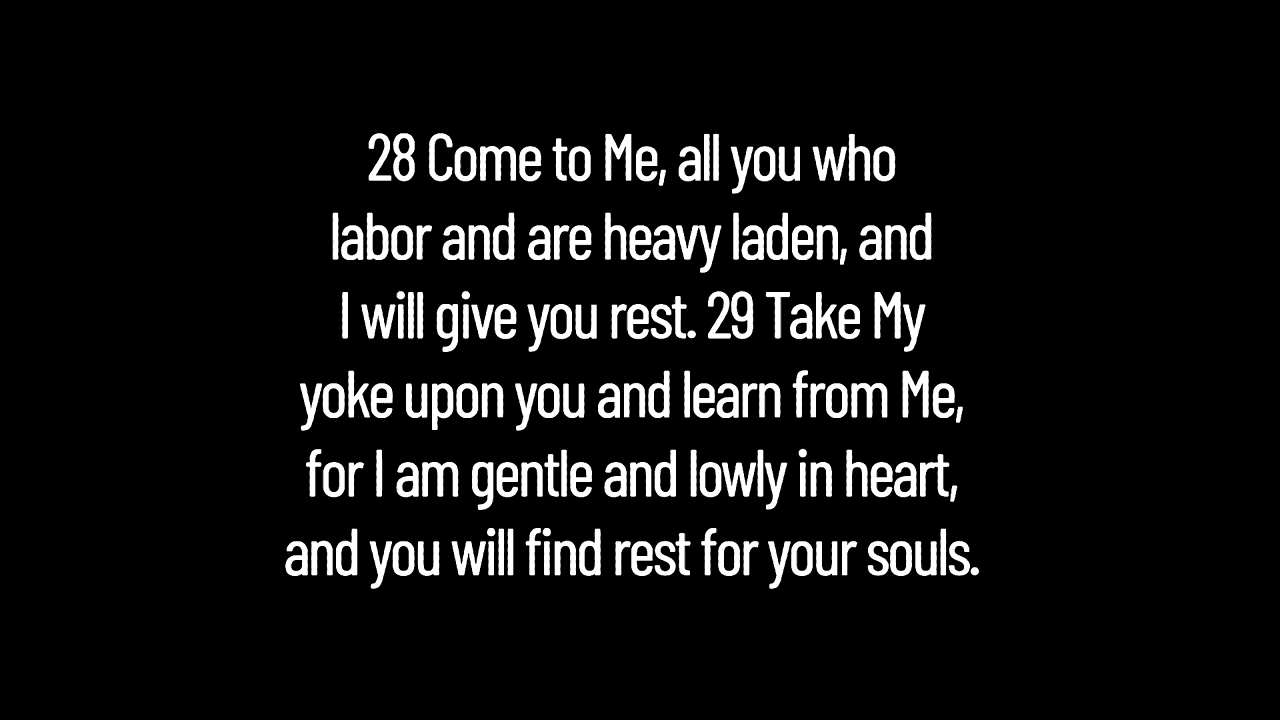 28 Come to Me, all you who
labor and are heavy laden, and
I will give you rest. 29 Take My
yoke upon you and learn from Me,
for I am gentle and lowly in heart,
and you will find rest for your souls.